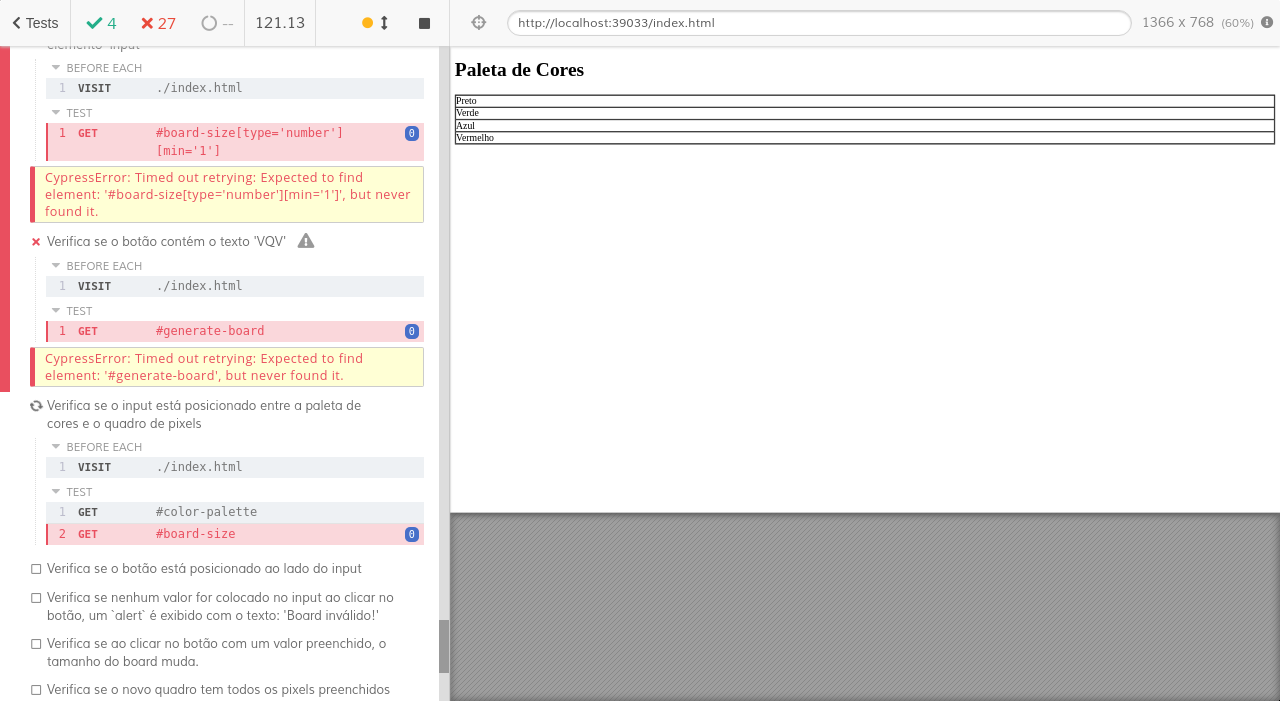 Tests
4
27
--
121.13
http://localhost:39033/index.html
1366 x 768 (60%)
elemento 'input'
BEFORE EACH
1 VISIT ./index.html
TEST
1 GET #board-size[type='number']
[min='1'] 0
CypressError: Timed out retrying: Expected to find
element: '#board-size[type='number'][min='1']', but never
found it.
Verifica se o botão contém o texto 'VQV'
BEFORE EACH
1 VISIT ./index.html
TEST
1 GET #generate-board 0
CypressError: Timed out retrying: Expected to find
element: '#generate-board', but never found it.
Verifica se o input está posicionado entre a paleta de
cores e o quadro de pixels
BEFORE EACH
1 VISIT ./index.html
TEST
1 GET #color-palette
2 GET #board-size 0
Verifica se o botão está posicionado ao lado do input
Verifica se nenhum valor for colocado no input ao clicar no
botão, um `alert` é exibido com o texto: 'Board inválido!'
Verifica se ao clicar no botão com um valor preenchido, o
tamanho do board muda.
Verifica se o novo quadro tem todos os pixels preenchidos
Paleta de Cores
Preto
Verde
Azul
Vermelho